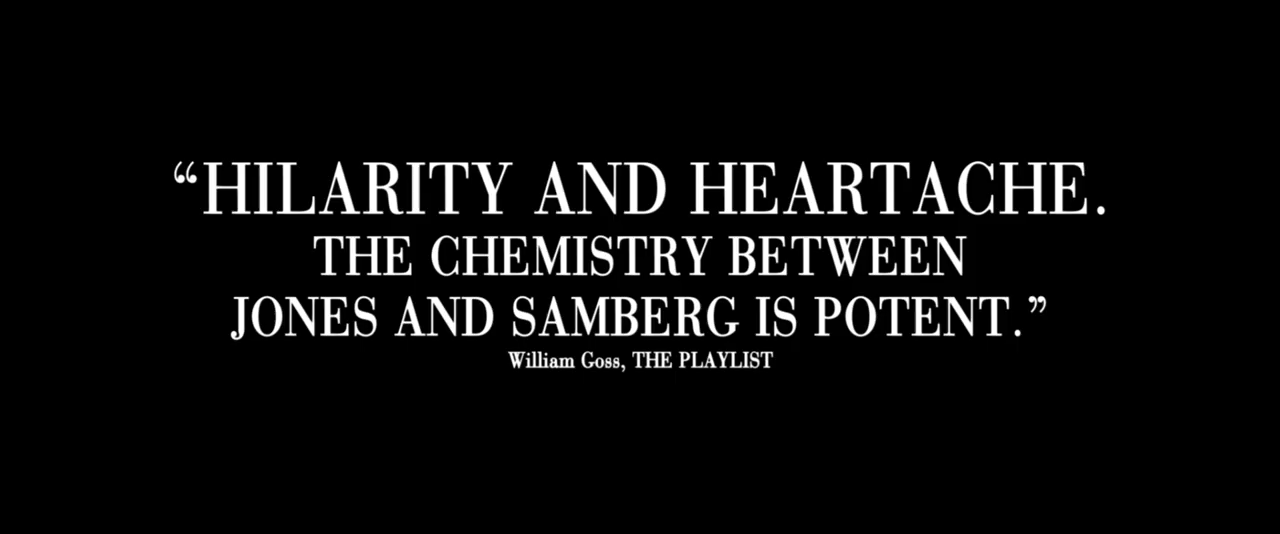 “HILARITY AND HEARTACHE.
THE CHEMISTRY BETWEEN
JONES AND SAMBERG IS POTENT.”
William Goss, THE PLAYLIST